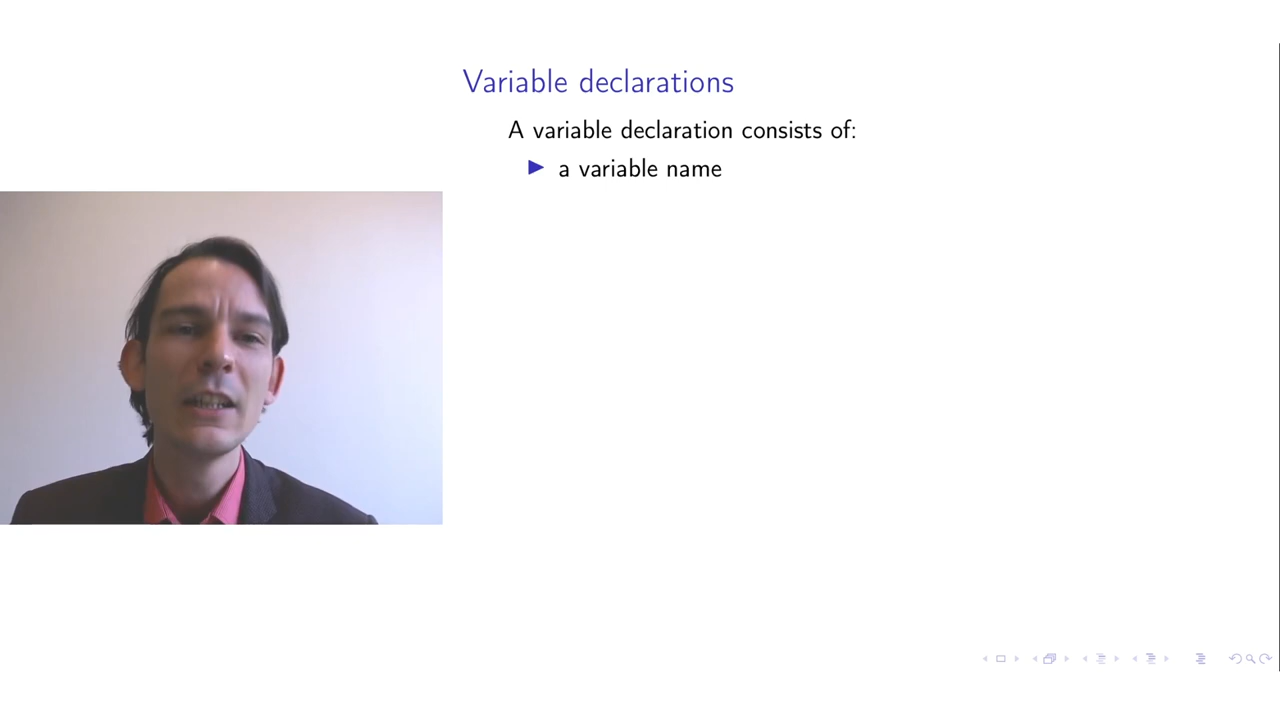 Variable declarations
A variable declaration consists of:
a variable name